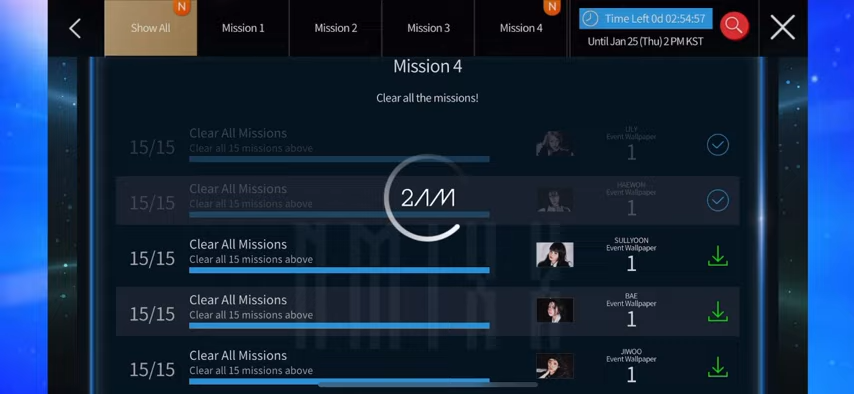 Show All
N
Mission 1
Mission 2
Mission 3
Mission 4
N
Time Left 0d 02:54:57
Until Jan 25 (Thu) 2 PM KST
Mission 4
Clear all the missions!
15/15
Clear All Missions
Clear all 15 missions above
LILY
Event Wallpaper
1
15/15
Clear All Missions
Clear all 15 missions above
HAEWON
Event Wallpaper
1
2AM
15/15
Clear All Missions
Clear all 15 missions above
SULLYOON
Event Wallpaper
1
15/15
Clear All Missions
Clear all 15 missions above
BAE
Event Wallpaper
1
15/15
Clear All Missions
Clear all 15 missions above
JIWOO
Event Wallpaper
1
NMIXX